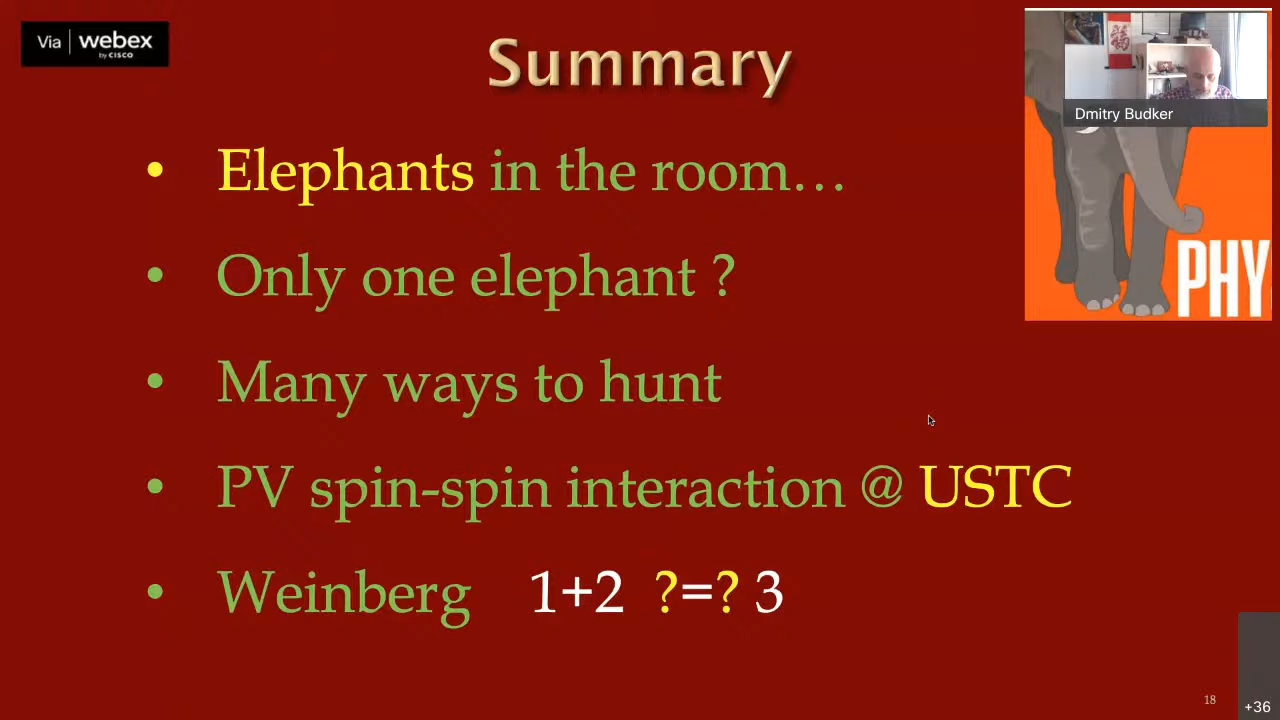 Via | webex
by CISCO
Summary
Dmitry Budker
• Elephants in the room…
• Only one elephant ?
PHY
• Many ways to hunt
• PV spin-spin interaction @ USTC
• Weinberg 1+2 ?=? 3
18
+36